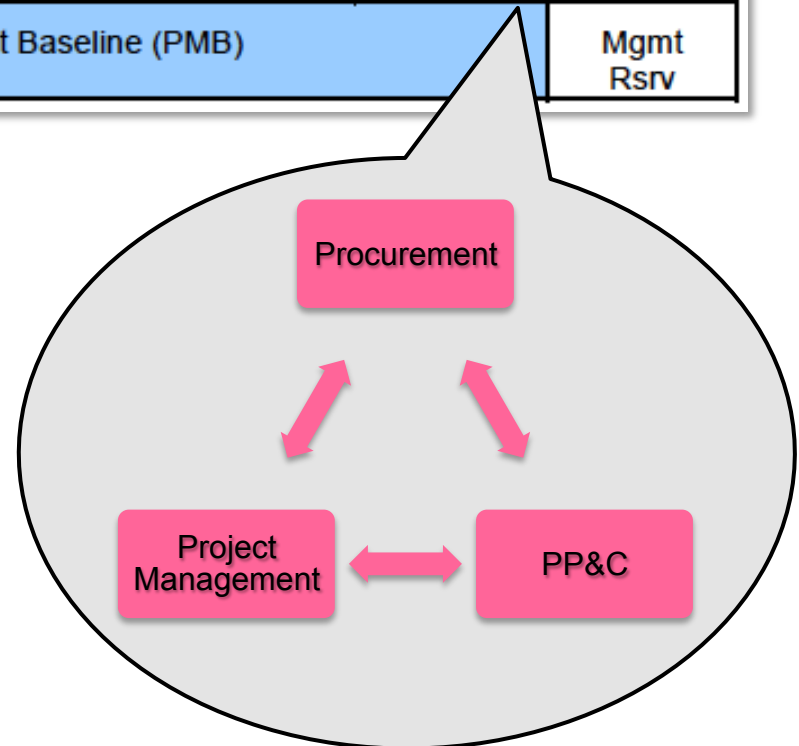 t Baseline (PMB)
Mgmt
Rsrv
Procurement
Project
Management
PP&C